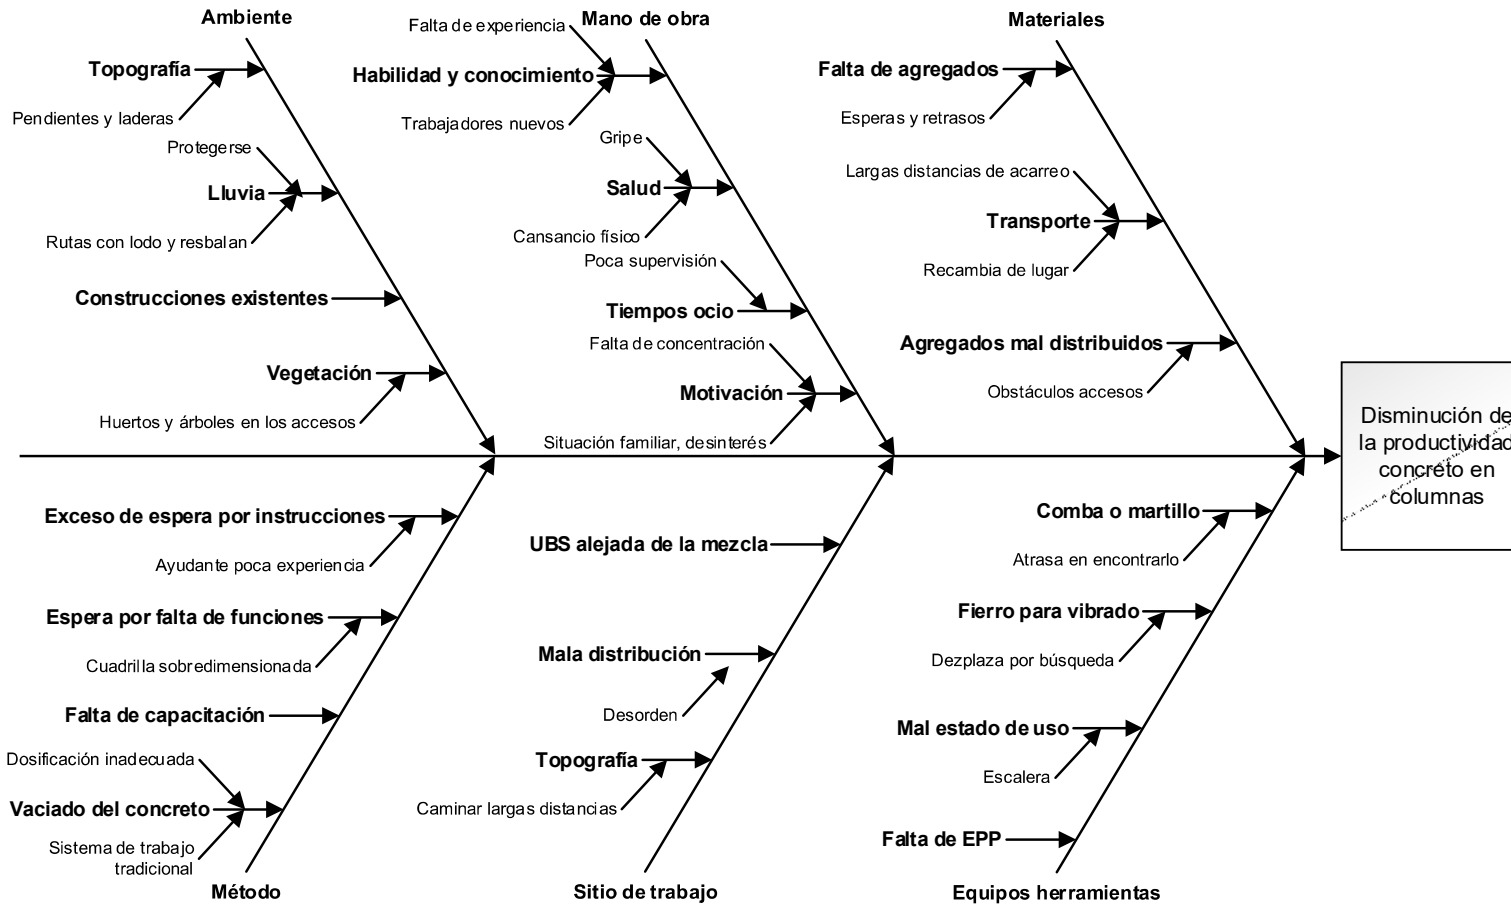 Ambiente
Topografía
Pendientes y laderas
Protegerse
Lluvia
Rutas con lodo y resbalan
Construcciones existentes
Vegetación
Huertos y árboles en los accesos
Mano de obra
Falta de experiencia
Habilidad y conocimiento
Trabajadores nuevos
Gripe
Salud
Cansancio físico
Poca supervisión
Tiempos ocio
Falta de concentración
Motivación
Situación familiar, desinterés
Materiales
Falta de agregados
Esperas y retrasos
Largas distancias de acarreo
Transporte
Recambia de lugar
Agregados mal distribuidos
Obstáculos accesos
Disminución de
la productividad
concreto en
columnas
Exceso de espera por instrucciones
Ayudante poca experiencia
Espera por falta de funciones
Cuadrilla sobredimensionada
Falta de capacitación
Dosificación inadecuada
Vaciado del concreto
Sistema de trabajo
tradicional
Método
UBS alejada de la mezcla
Mala distribución
Desorden
Topografía
Caminar largas distancias
Sitio de trabajo
Comba o martillo
Atrasa en encontrarlo
Fierro para vibrado
Dezplaza por búsqueda
Mal estado de uso
Escalera
Falta de EPP
Equipos herramientas